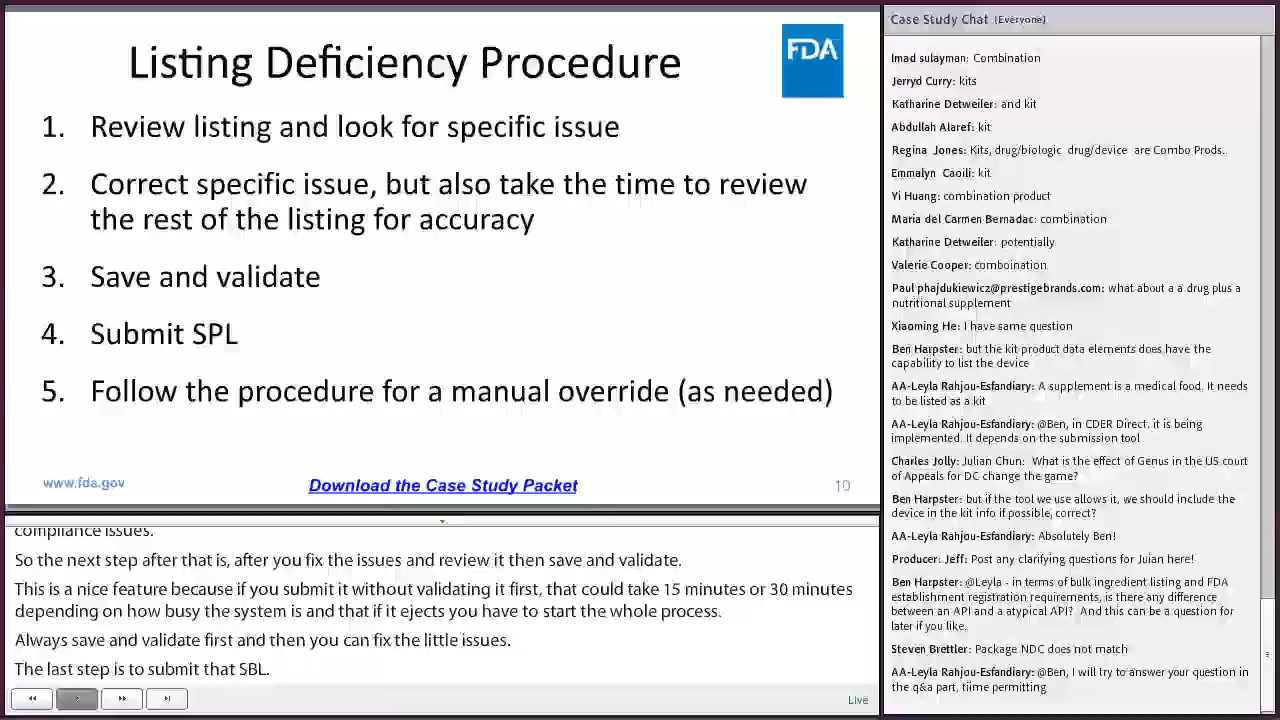 Listing Deficiency Procedure
FDA
1. Review listing and look for specific issue
2. Correct specific issue, but also take the time to review
the rest of the listing for accuracy
3. Save and validate
4. Submit SPL
5. Follow the procedure for a manual override (as needed)
www.fda.gov
Download the Case Study Packet
10
compliance issues.
So the next step after that is, after you fix the issues and review it then save and validate.
This is a nice feature because if you submit it without validating it first, that could take 15 minutes or 30 minutes
depending on how busy the system is and that if it ejects you have to start the whole process.
Always save and validate first and then you can fix the little issues.
The last step is to submit that SBL.
Live
Case Study Chat (Everyone)
Imad sulayman: Combination
Jerryd Curry: kits
Katharine Detweiler: and kit
Abdullah Alaref: kit
Regina Jones: Kits, drug/biologic drug/device are Combo Prods..
Emmalyn Caoili: kit
Yi Huang: combination product
Maria del Carmen Bernadac: combination
Katharine Detweiler: potentially
Valerie Cooper: comboination
Paul phajdukiewicz@prestigebrands.com: what about a a drug plus a
nutritional supplement
Xiaoming He: I have same question
Ben Harpster: but the kit product data elements does have the
capability to list the device
AA-Leyla Rahjou-Esfandiary: A supplement is a medical food. It needs
to be listed as a kit
AA-Leyla Rahjou-Esfandiary: @Ben, in CDER Direct, it is being
implemented. It depends on the submission tool
Charles Jolly: Julian Chun: What is the effect of Genus in the US court
of Appeals for DC change the game?
Ben Harpster: but if the tool we use allows it, we should include the
device in the kit info if possible, correct?
AA-Leyla Rahjou-Esfandiary: Absolutely Ben!
Producer: Jeff: Post any clarifying questions for Juian here!
Ben Harpster: @Leyla - in terms of bulk ingredient listing and FDA
establishment registration requirements, is there any difference
between an API and a atypical API? And this can be a question for
later if you like.
Steven Brettler: Package NDC does not match
AA-Leyla Rahjou-Esfandiary: @Ben, I will try to answer your question in
the q&a part, tiime permitting